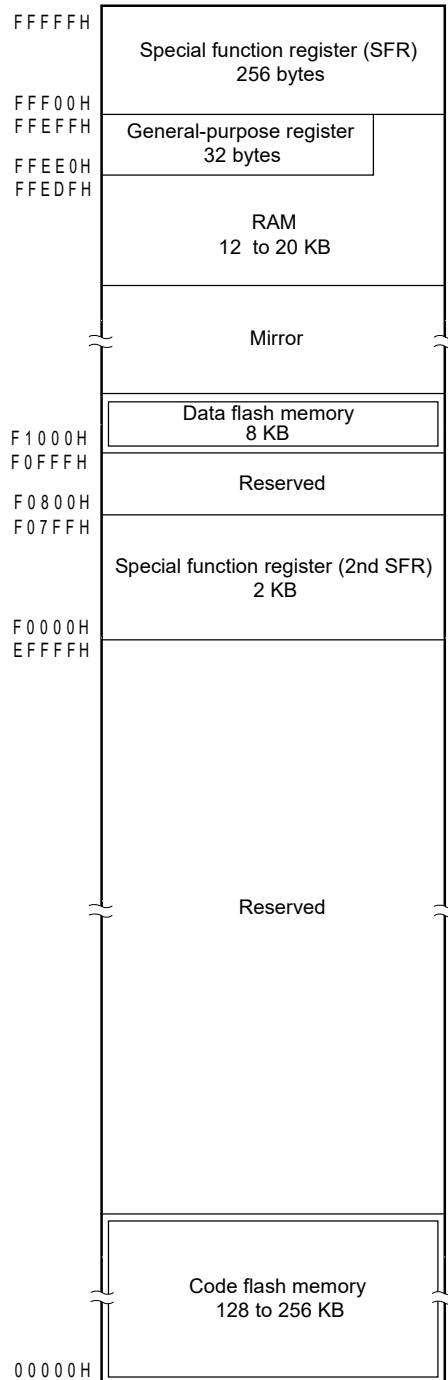 FFFFFH
Special function register (SFR)
256 bytes
FFF00H
FFEFFH
General-purpose register
32 bytes
FFEE0H
FFEDFH
RAM
12 to 20 KB
Mirror
Data flash memory
8 KB
F1000H
F0FFFH
Reserved
F0800H
F07FFH
Special function register (2nd SFR)
2 KB
F0000H
EFFFFH
Reserved
Code flash memory
128 to 256 KB
00000H